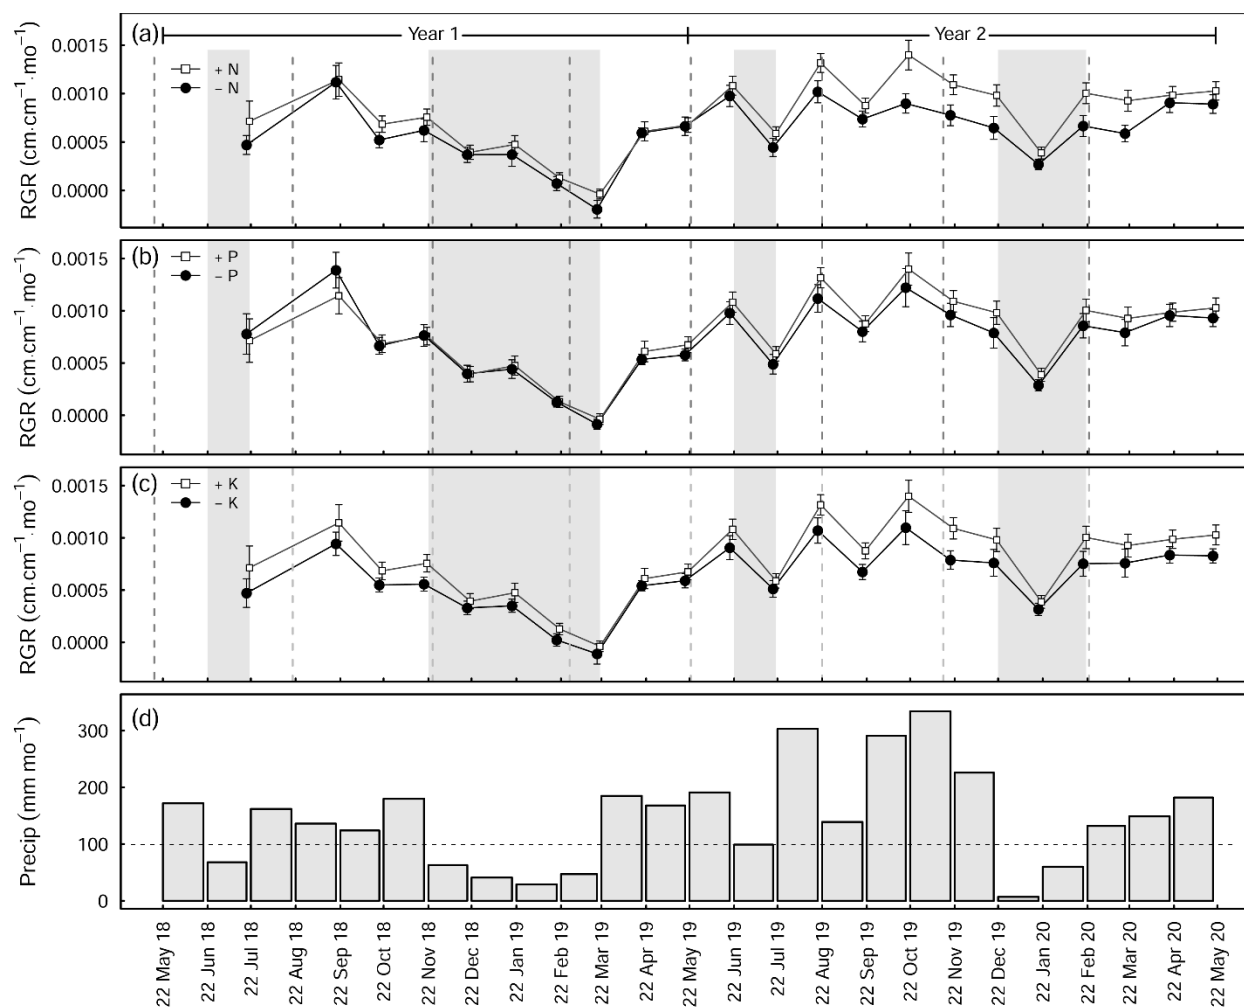 (a)
Year 1
Year 2
+ N
− N
RGR (cm.cm⁻¹.mo⁻¹)
0.0015
0.0010
0.0005
0.0000
(b)
+ P
− P
RGR (cm.cm⁻¹.mo⁻¹)
0.0015
0.0010
0.0005
0.0000
(c)
+ K
− K
RGR (cm.cm⁻¹.mo⁻¹)
0.0015
0.0010
0.0005
0.0000
(d)
Precip (mm mo⁻¹)
300
200
100
0
22 May 18
22 Jun 18
22 Jul 18
22 Aug 18
22 Sep 18
22 Oct 18
22 Nov 18
22 Dec 18
22 Jan 19
22 Feb 19
22 Mar 19
22 Apr 19
22 May 19
22 Jun 19
22 Jul 19
22 Aug 19
22 Sep 19
22 Oct 19
22 Nov 19
22 Dec 19
22 Jan 20
22 Feb 20
22 Mar 20
22 Apr 20
22 May 20